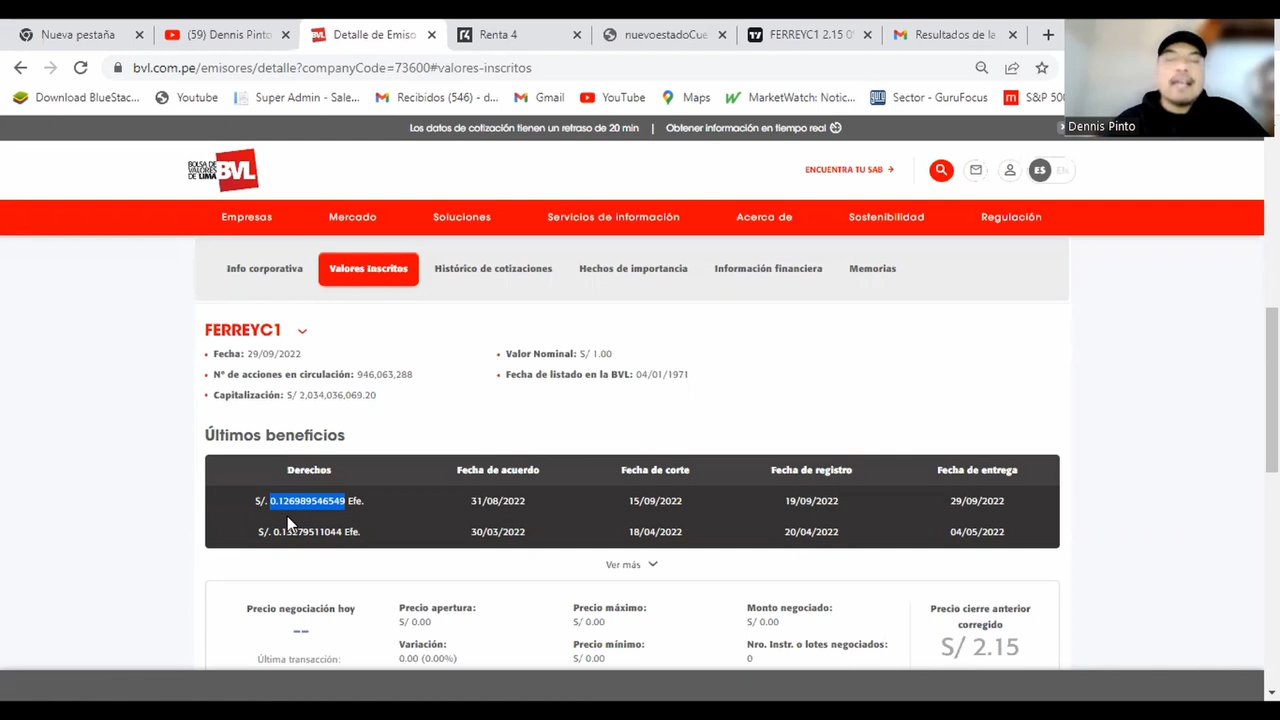 Nueva pestaña
(59) Dennis Pinto
Detalle de Emiso
Renta 4
nuevoestadoCue
FERREYC1 2.15 0
Resultados de la
bvl.com.pe/emisores/detalle?companyCode=73600#valores-inscritos
Download BlueStac...
Youtube
Super Admin - Sale...
Recibidos (546) - d...
Gmail
YouTube
Maps
MarketWatch: Notic...
Sector - GuruFocus
S&P 500
Dennis Pinto
Los datos de cotización tienen un retraso de 20 min | Obtener información en tiempo real
BOLSA DE VALORES DE LIMA BVL
ENCUENTRA TU SAB
ES EN
Empresas Mercado Soluciones Servicios de información Acerca de Sostenibilidad Regulación
Info corporativa Valores Inscritos Histórico de cotizaciones Hechos de importancia Información financiera Memorias
FERREYC1
• Fecha: 29/09/2022 • Valor Nominal: S/ 1.00
• Nº de acciones en circulación: 946,063,288 • Fecha de listado en la BVL: 04/01/1971
• Capitalización: S/ 2,034,036,069.20
Últimos beneficios
Derechos Fecha de acuerdo Fecha de corte Fecha de registro Fecha de entrega
S/. 0.126989546549 Efe. 31/08/2022 15/09/2022 19/09/2022 29/09/2022
S/. 0.13279511044 Efe. 30/03/2022 18/04/2022 20/04/2022 04/05/2022
Ver más
Precio negociación hoy Precio apertura: Precio máximo: Monto negociado: Precio cierre anterior
-- S/ 0.00 S/ 0.00 S/ 0.00 corregido
Variación: Precio mínimo: Nro. Instr. o lotes negociados: S/ 2.15
Última transacción: 0.00 (0.00%) S/ 0.00 0